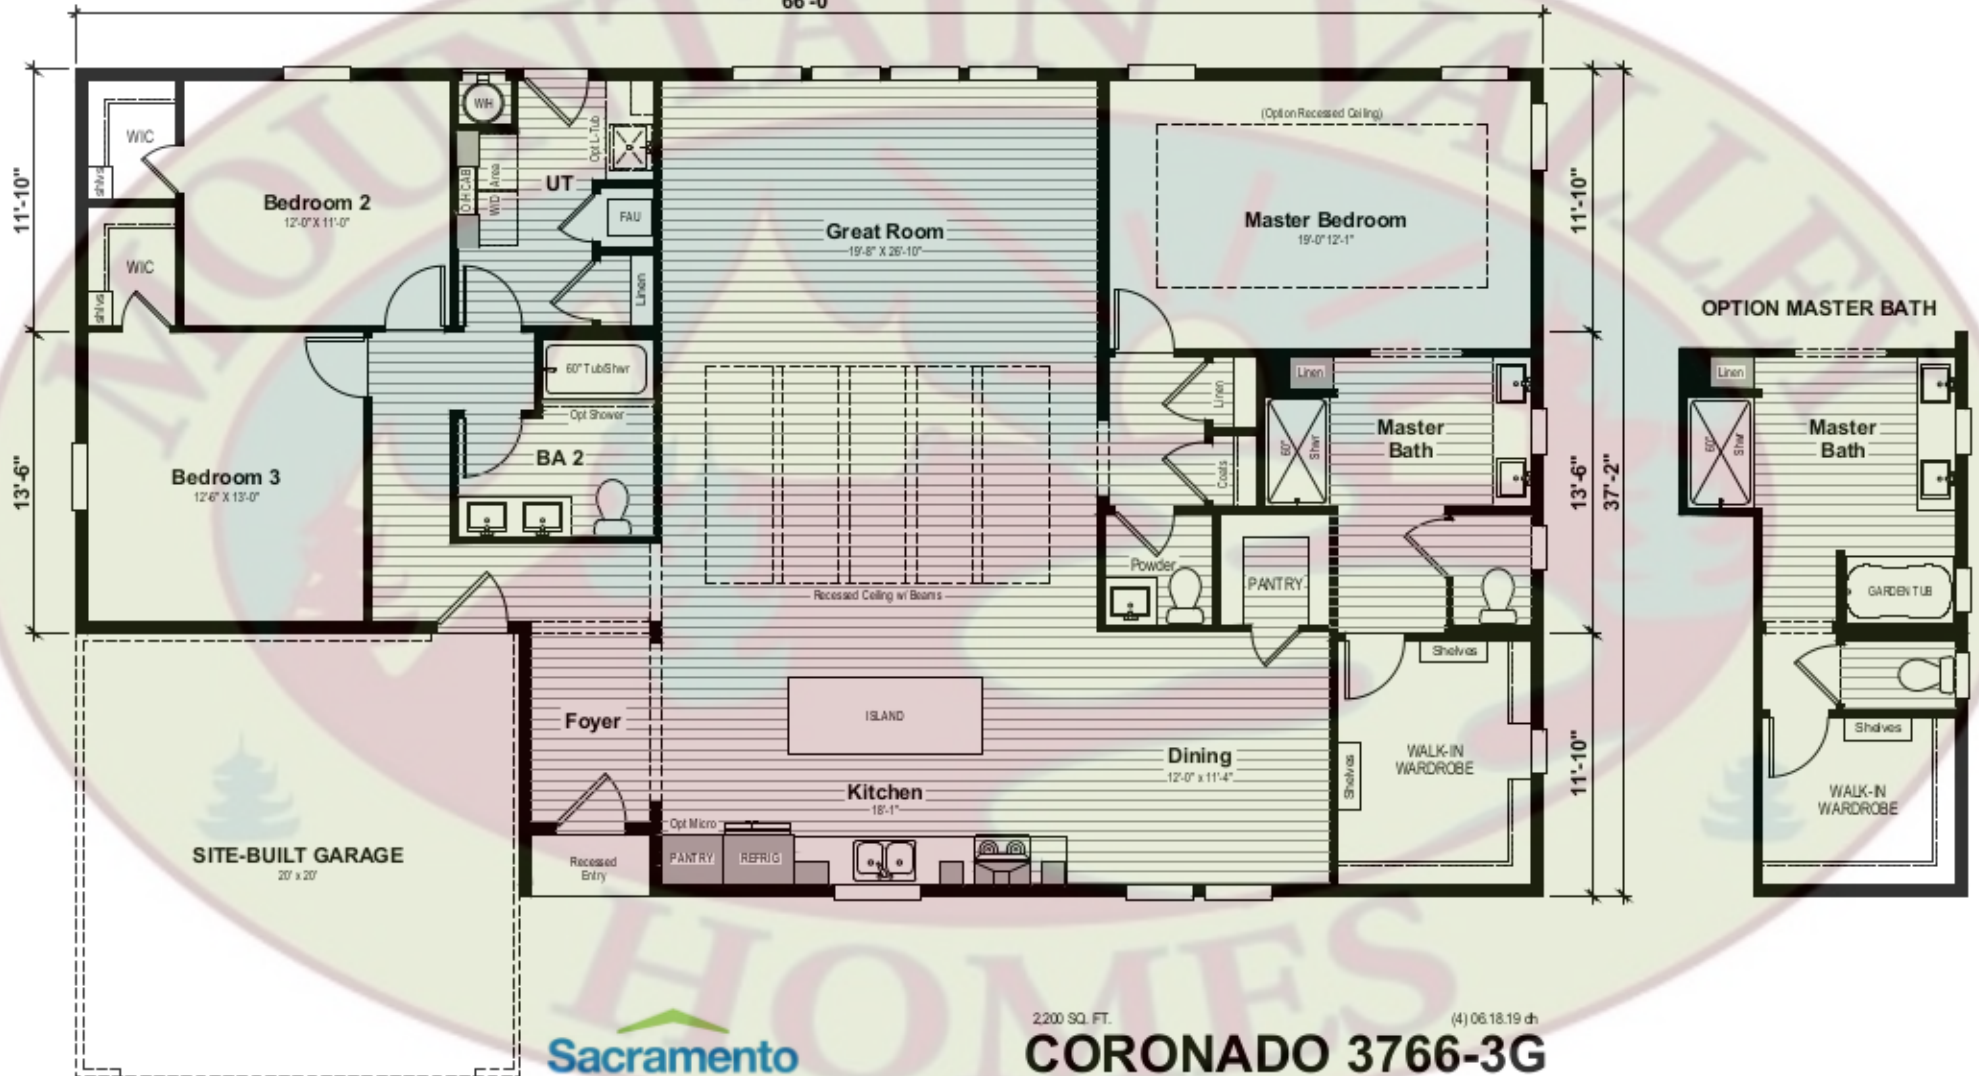 66'-0"
MOUNTAIN VALLEY
HOMES
11'-10"
13'-6"
WIC
shlvs
WIC
shlvs
Bedroom 2
12'-0" X 11'-0"
WH
O/H CAB
W/D Area
Opt L-Tub
UT
FAU
Linen
Great Room
19'-8" X 26'-10"
(Option Recessed Ceiling)
Master Bedroom
19'-0" 12'-1"
11'-10"
13'-6"
37'-2"
11'-10"
Bedroom 3
12'-6" X 13'-0"
60" Tub/Shwr
Opt Shower
BA 2
Recessed Ceiling w/ Beams
Linen
Coats
Linen
60"
Shwr
Master
Bath
Powder
PANTRY
Shelves
Shelves
WALK-IN
WARDROBE
Foyer
ISLAND
Kitchen
18'-1"
Dining
12'-0" x 11'-4"
Opt Micro
PANTRY
REFRIG
Recessed
Entry
SITE-BUILT GARAGE
20' x 20'
OPTION MASTER BATH
Linen
60"
Shwr
Master
Bath
GARDEN TUB
Shelves
WALK-IN
WARDROBE
Sacramento
2,200 SQ. FT.
(4) 06.18.19 dh
CORONADO 3766-3G